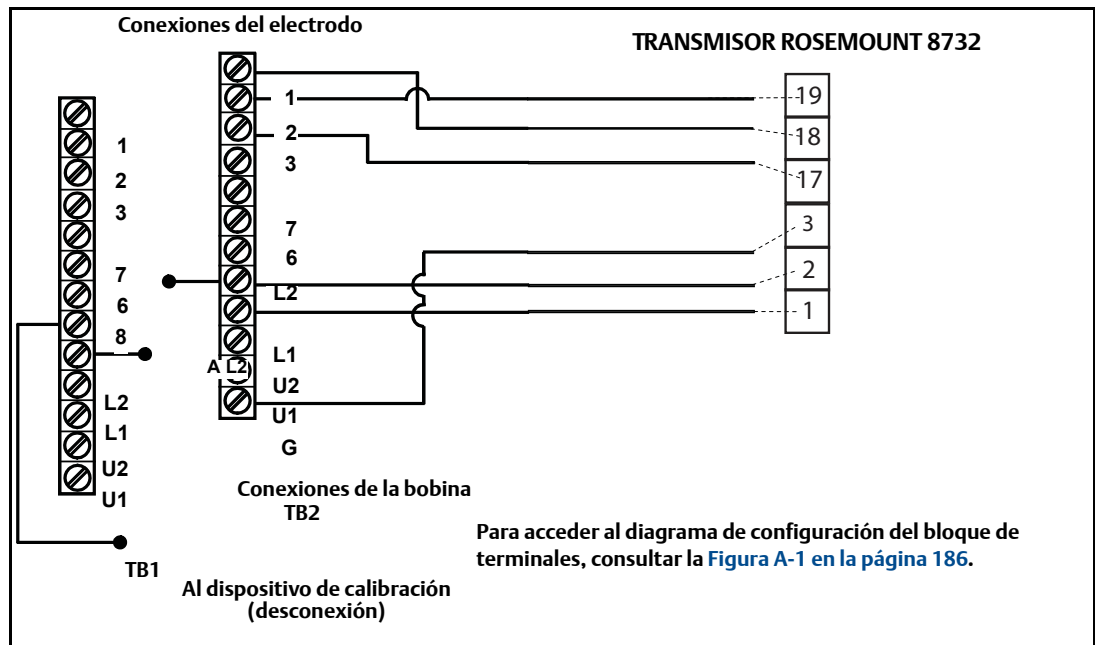 Conexiones del electrodo
TRANSMISOR ROSEMOUNT 8732
1
2
3
7
6
L2
L1
U2
U1
G
A L2
1
2
3
7
6
8
L2
L1
U2
U1
19
18
17
3
2
1
Conexiones de la bobina
TB2
TB1
Al dispositivo de calibración
(desconexión)
Para acceder al diagrama de configuración del bloque de
terminales, consultar la Figura A-1 en la página 186.